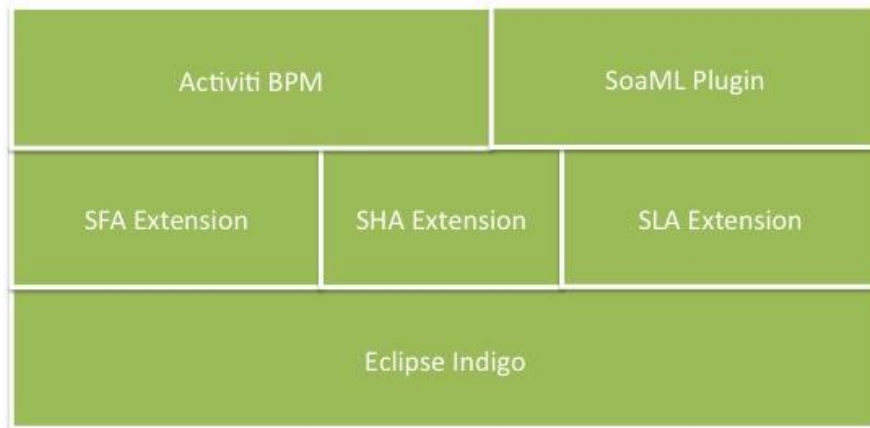 Activiti BPM
SoaML Plugin
SFA Extension
SHA Extension
SLA Extension
Eclipse Indigo